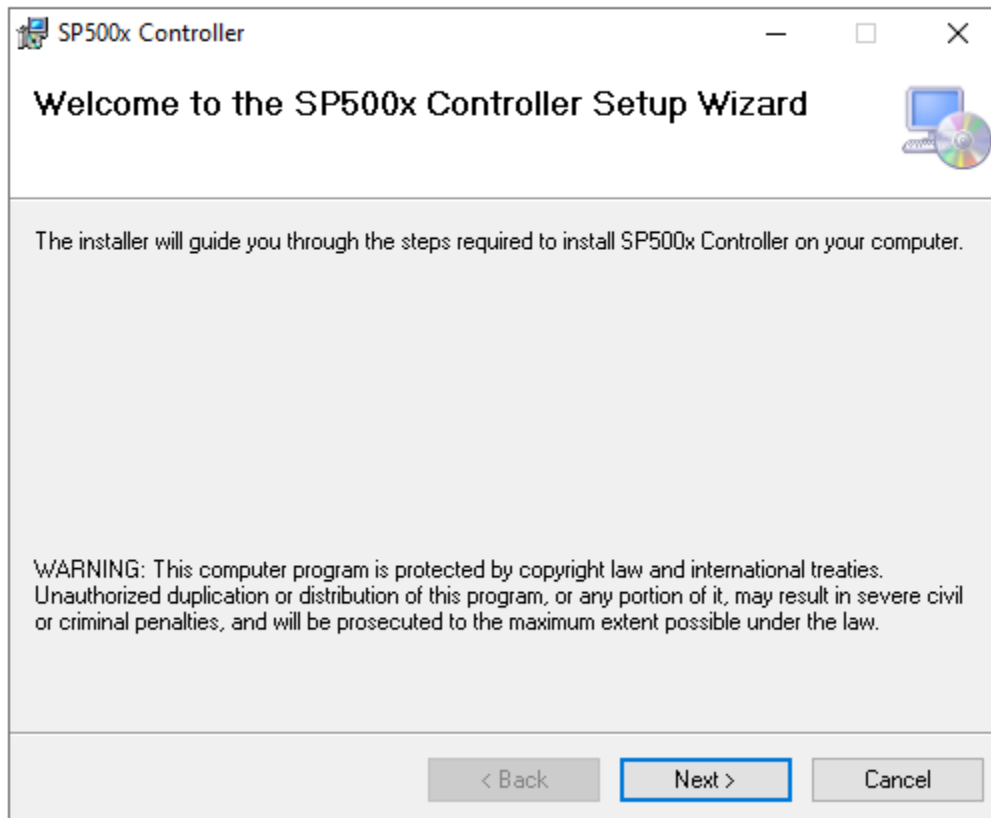 SP500x Controller
Welcome to the SP500x Controller Setup Wizard
The installer will guide you through the steps required to install SP500x Controller on your computer.
WARNING: This computer program is protected by copyright law and international treaties.
Unauthorized duplication or distribution of this program, or any portion of it, may result in severe civil
or criminal penalties, and will be prosecuted to the maximum extent possible under the law.
< Back Next > Cancel